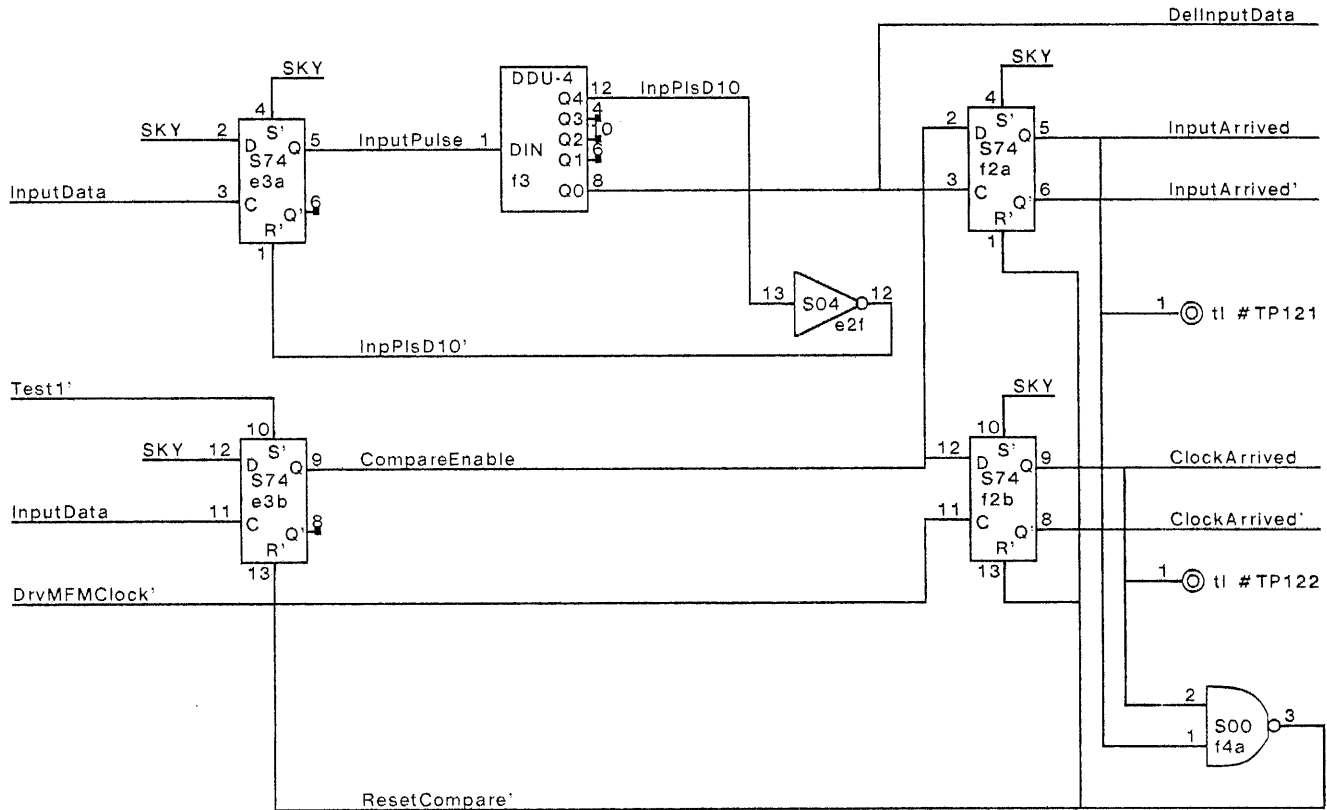 DelInputData
SKY
SKY
DDU-4
12
InpPlsD10
Q4
4
4
4
S'
Q3
10
Q2
6
Q1
SKY
2
D
Q
5
InputPulse
1
DIN
2
D
S'
Q
5
InputArrived
S74
e3a
f3
Q0
8
S74
f2a
InputData
3
C
Q'
6
3
C
Q'
6
InputArrived'
R'
1
R'
1
13
S04
12
e2f
1
tl #TP121
InpPlsD10'
Test1'
SKY
10
10
SKY
12
S'
D
Q
9
CompareEnable
12
S'
D
Q
9
ClockArrived
S74
e3b
S74
f2b
InputData
11
C
Q'
8
11
C
Q'
8
ClockArrived'
R'
13
R'
13
DrvMFMClock'
1
tl #TP122
2
S00
3
1
f4a
ResetCompare'